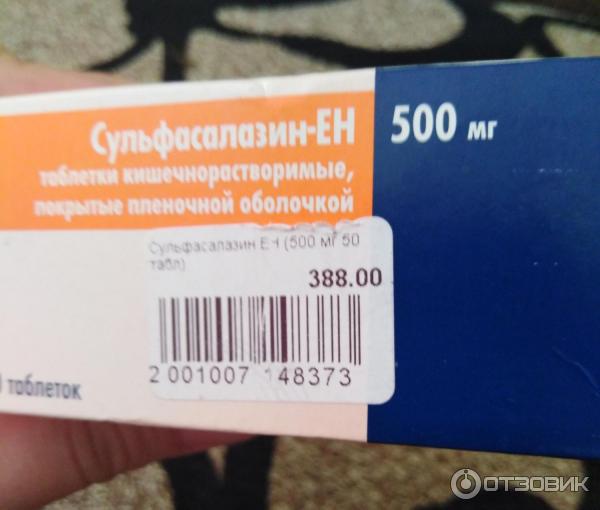 Сульфасалазин-ЕН 500 мг
таблетки кишечнорастворимые,
покрытые пленочной оболочкой
Сульфасалазин ЕН (500 мг 50
табл)
388.00
2 001007 148373
таблеток
ОТЗОВИК